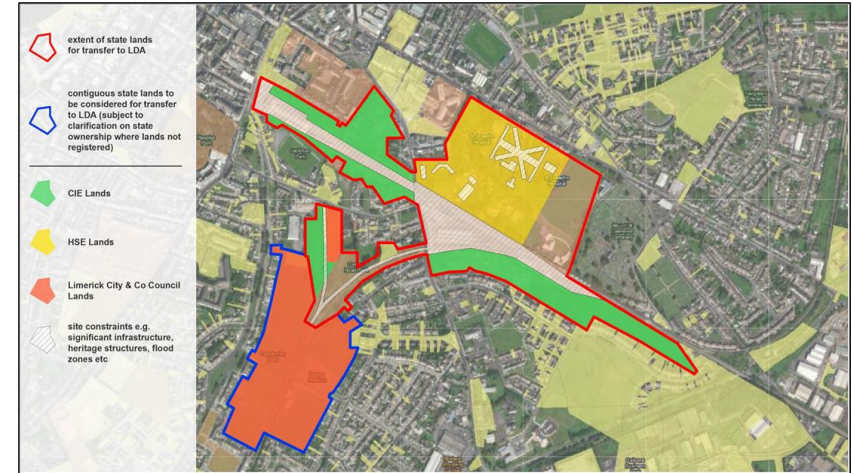 extent of state lands
for transfer to LDA
contiguous state lands to
be considered for transfer
to LDA (subject to
clarification on state
ownership where lands not
registered)
CIE Lands
HSE Lands
Limerick City & Co Council
Lands
site constraints e.g.
significant infrastructure,
heritage structures, flood
zones etc